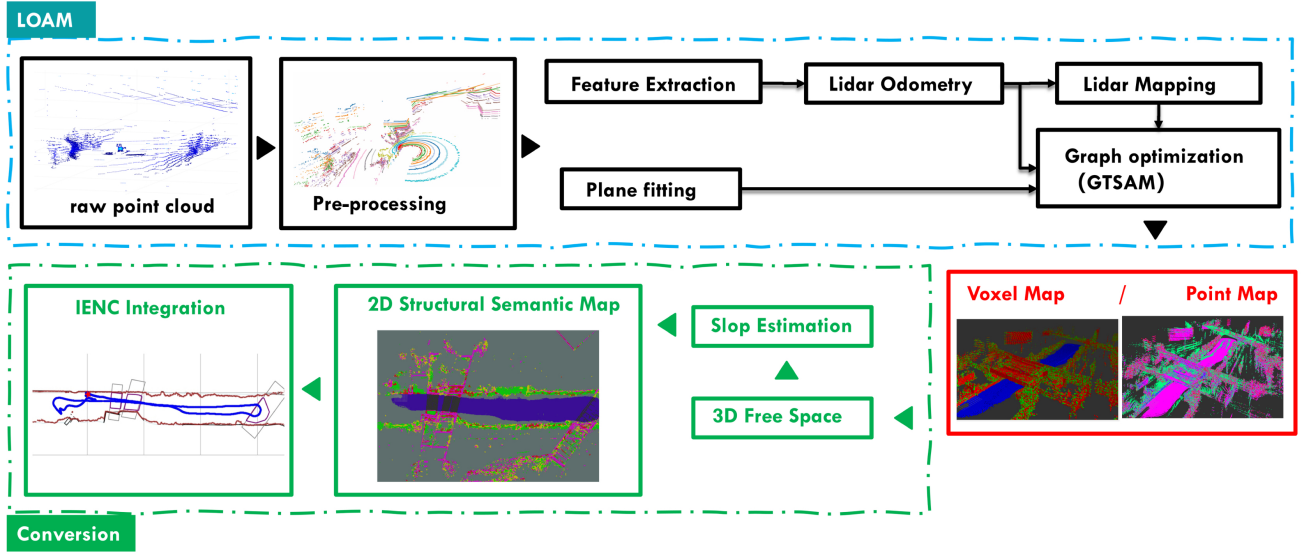 LOAM
raw point cloud
Pre-processing
Feature Extraction
Lidar Odometry
Lidar Mapping
Plane fitting
Graph optimization
(GTSAM)
Voxel Map / Point Map
IENC Integration
2D Structural Semantic Map
Slop Estimation
3D Free Space
Conversion